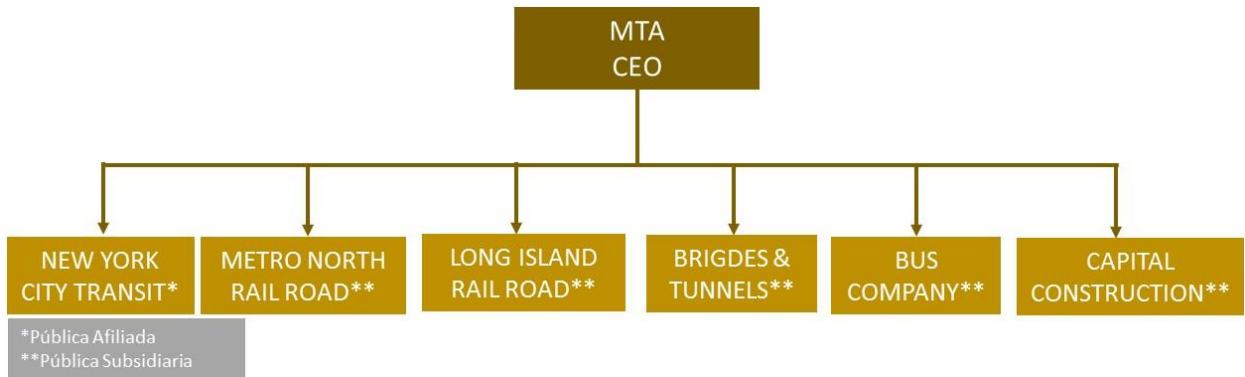 MTA
CEO
NEW YORK
CITY TRANSIT*
METRO NORTH
RAIL ROAD**
LONG ISLAND
RAIL ROAD**
BRIGDES &
TUNNELS**
BUS
COMPANY**
CAPITAL
CONSTRUCTION**
*Pública Afiliada
**Pública Subsidiaria